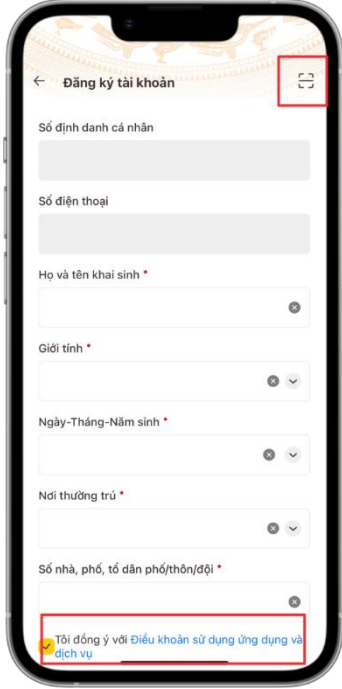 Đăng ký tài khoản
Số định danh cá nhân
Số điện thoại
Họ và tên khai sinh *
Giới tính *
Ngày-Tháng-Năm sinh *
Nơi thường trú *
Số nhà, phố, tổ dân phố/thôn/đội *
Tôi đồng ý với Điều khoản sử dụng ứng dụng và
dịch vụ